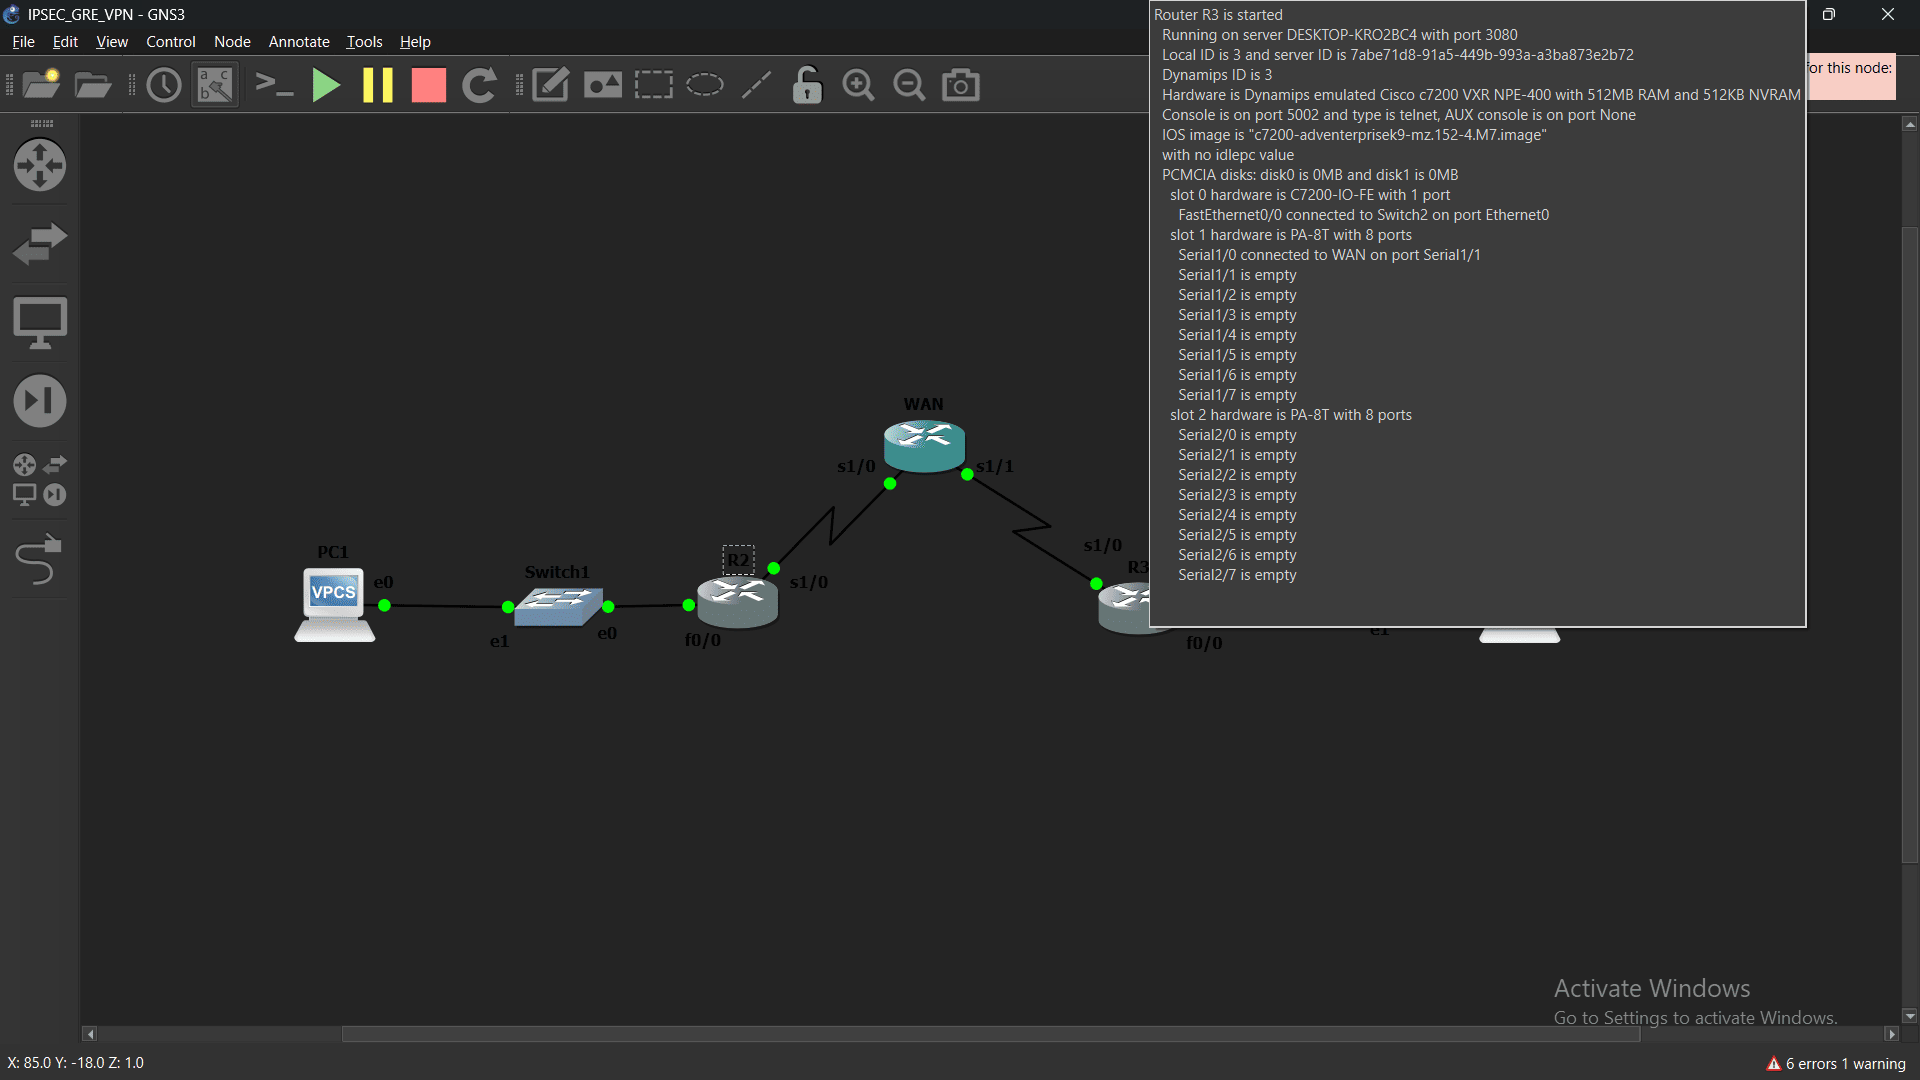 IPSEC_GRE_VPN - GNS3
File Edit View Control Node Annotate Tools Help
Router R3 is started
Running on server DESKTOP-KRO2BC4 with port 3080
Local ID is 3 and server ID is 7abe71d8-91a5-449b-993a-a3ba873e2b72
Dynamips ID is 3
Hardware is Dynamips emulated Cisco c7200 VXR NPE-400 with 512MB RAM and 512KB NVRAM
Console is on port 5002 and type is telnet, AUX console is on port None
IOS image is "c7200-adventerprisek9-mz.152-4.M7.image"
with no idlepc value
PCMCIA disks: disk0 is 0MB and disk1 is 0MB
slot 0 hardware is C7200-IO-FE with 1 port
FastEthernet0/0 connected to Switch2 on port Ethernet0
slot 1 hardware is PA-8T with 8 ports
Serial1/0 connected to WAN on port Serial1/1
Serial1/1 is empty
Serial1/2 is empty
Serial1/3 is empty
Serial1/4 is empty
Serial1/5 is empty
Serial1/6 is empty
Serial1/7 is empty
slot 2 hardware is PA-8T with 8 ports
Serial2/0 is empty
Serial2/1 is empty
Serial2/2 is empty
Serial2/3 is empty
Serial2/4 is empty
Serial2/5 is empty
Serial2/6 is empty
Serial2/7 is empty
for this node:
a c
b
WAN
s1/0
s1/1
s1/0
R3
PC1
VPCS
e0
Switch1
R2
s1/0
e1
e0
f0/0
f0/0
e1
Activate Windows
Go to Settings to activate Windows.
X: 85.0 Y: -18.0 Z: 1.0
6 errors 1 warning